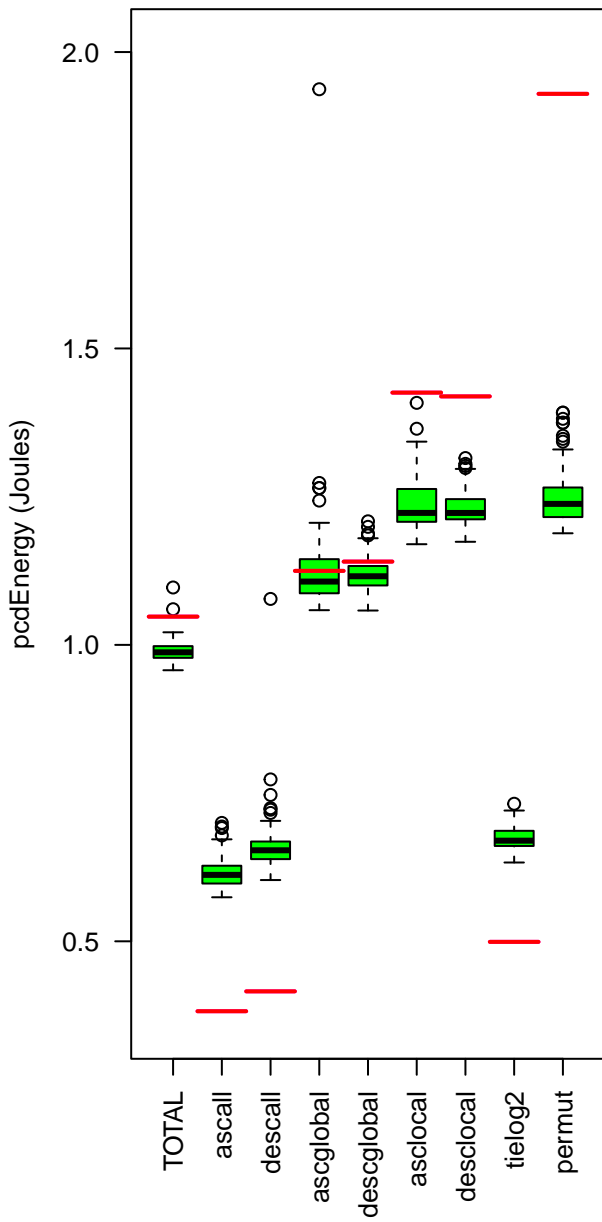 2.0
1.5
1.0
0.5
pcdEnergy (Joules)
TOTAL
ascall
descall
ascglobal
descglobal
asclocal
desclocal
tielog2
permut